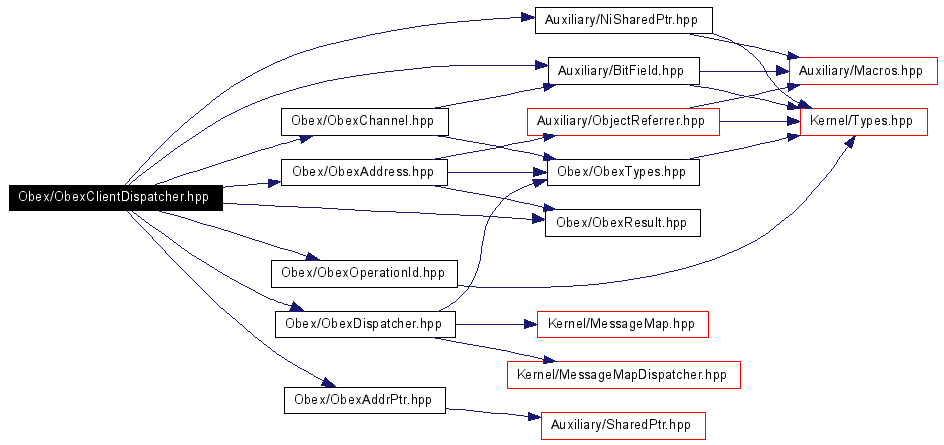 Auxiliary/NiSharedPtr.hpp
Auxiliary/BitField.hpp
Auxiliary/Macros.hpp
Obex/ObexChannel.hpp
Auxiliary/ObjectReferrer.hpp
Kernel/Types.hpp
Obex/ObexAddress.hpp
Obex/ObexTypes.hpp
Obex/ObexClientDispatcher.hpp
Obex/ObexResult.hpp
Obex/ObexOperationId.hpp
Obex/ObexDispatcher.hpp
Kernel/MessageMap.hpp
Kernel/MessageMapDispatcher.hpp
Obex/ObexAddrPtr.hpp
Auxiliary/SharedPtr.hpp